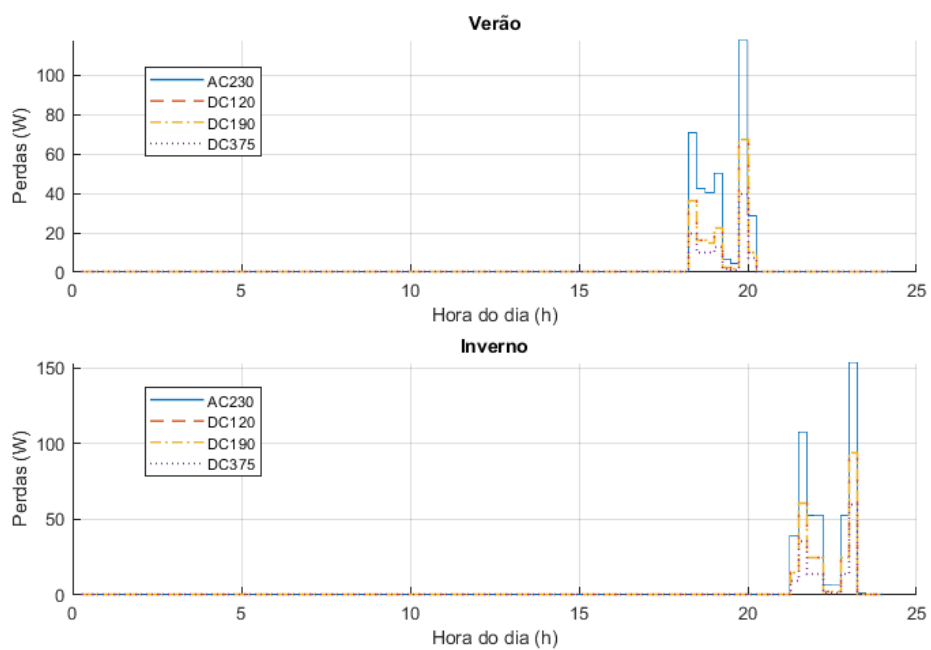 Verão
Perdas (W)
100
80
60
40
20
0
AC230
DC120
DC190
DC375
0 5 10 15 20 25
Hora do dia (h)
Inverno
Perdas (W)
150
100
50
0
AC230
DC120
DC190
DC375
0 5 10 15 20 25
Hora do dia (h)